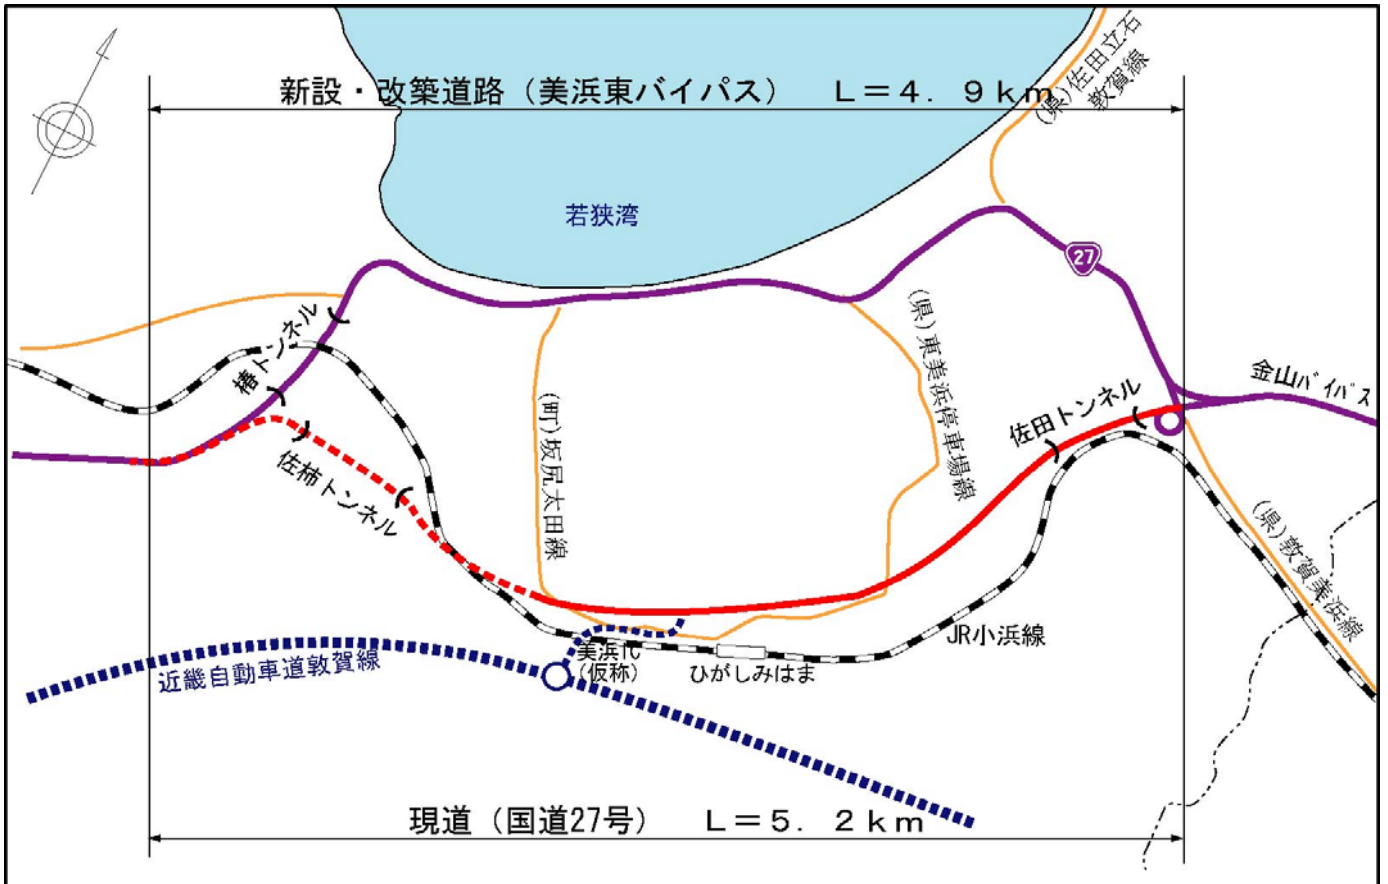 新設・改築道路（美浜東バイパス）　L＝4．9km
(県)佐田立石
敦賀線
若狭湾
27
椿トンネル
佐柿トンネル
(町)坂尻太田線
(県)東美浜停車場線
佐田トンネル
金山ﾊﾞｲﾊﾟｽ
(県)敦賀美浜線
JR小浜線
美浜IC
(仮称)
ひがしみはま
近畿自動車道敦賀線
現道（国道27号）　L＝5．2km